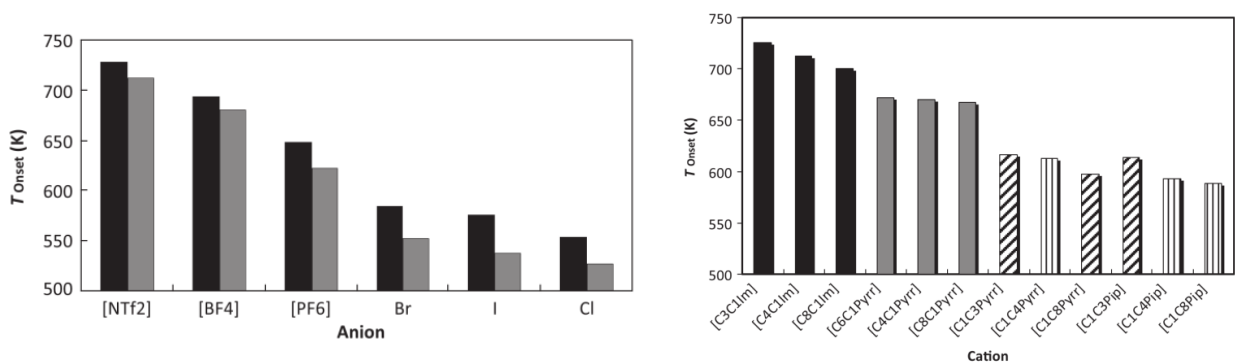 750
700
650
600
550
500
T Onset (K)
[NTf2] [BF4] [PF6] Br I Cl
Anion
750
700
650
600
550
500
T Onset (K)
[C3C1Im] [C4C1Im] [C8C1Im] [C6C1Pyrr] [C4C1Pyrr] [C8C1Pyrr] [C1C3Pyrr] [C1C4Pyrr] [C1C8Pyrr] [C1C3Pip] [C1C4Pip] [C1C8Pip]
Cation